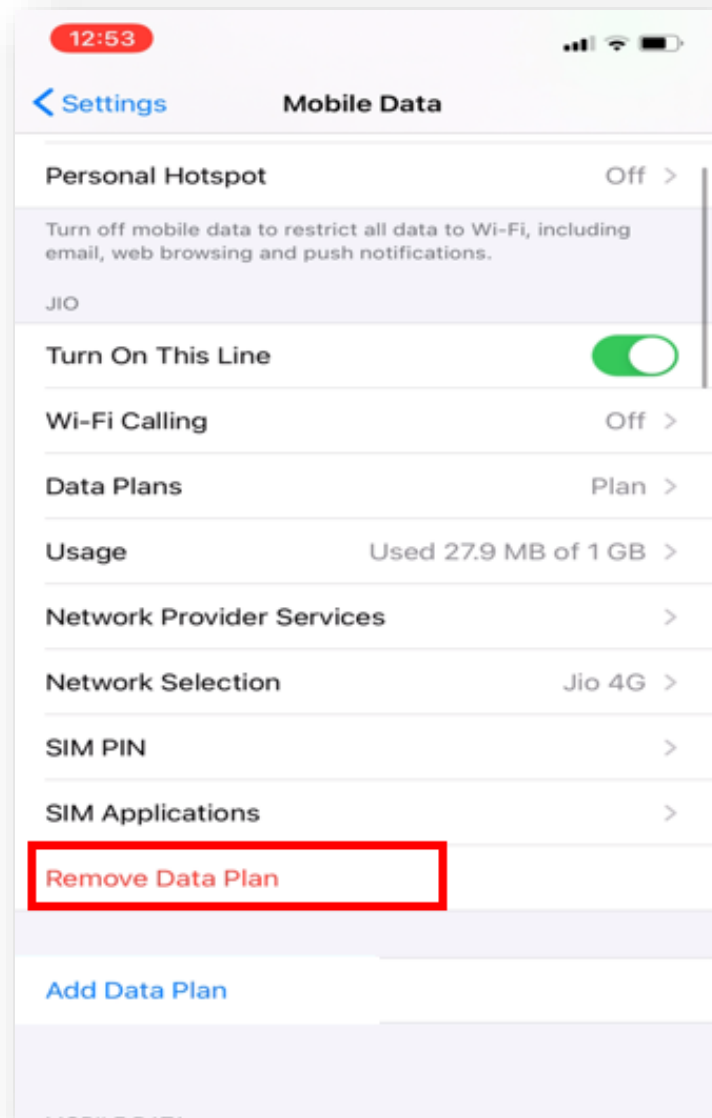 12:53
Settings
Mobile Data
Personal Hotspot Off
Turn off mobile data to restrict all data to Wi-Fi, including
email, web browsing and push notifications.
JIO
Turn On This Line
Wi-Fi Calling Off
Data Plans Plan
Usage Used 27.9 MB of 1 GB
Network Provider Services
Network Selection Jio 4G
SIM PIN
SIM Applications
Remove Data Plan
Add Data Plan